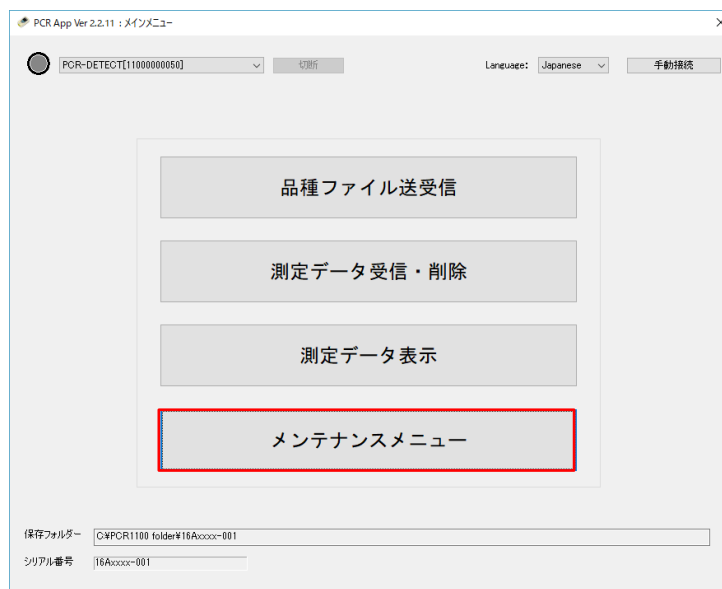 PCR App Ver 2.2.11 : メインメニュー
PCR-DETECT[11000000050]
切断
Language:
Japanese
手動接続
品種ファイル送受信
測定データ受信・削除
測定データ表示
メンテナンスメニュー
保存フォルダー
C:¥PCR1100 folder¥16Axxxx-001
シリアル番号
16Axxxx-001